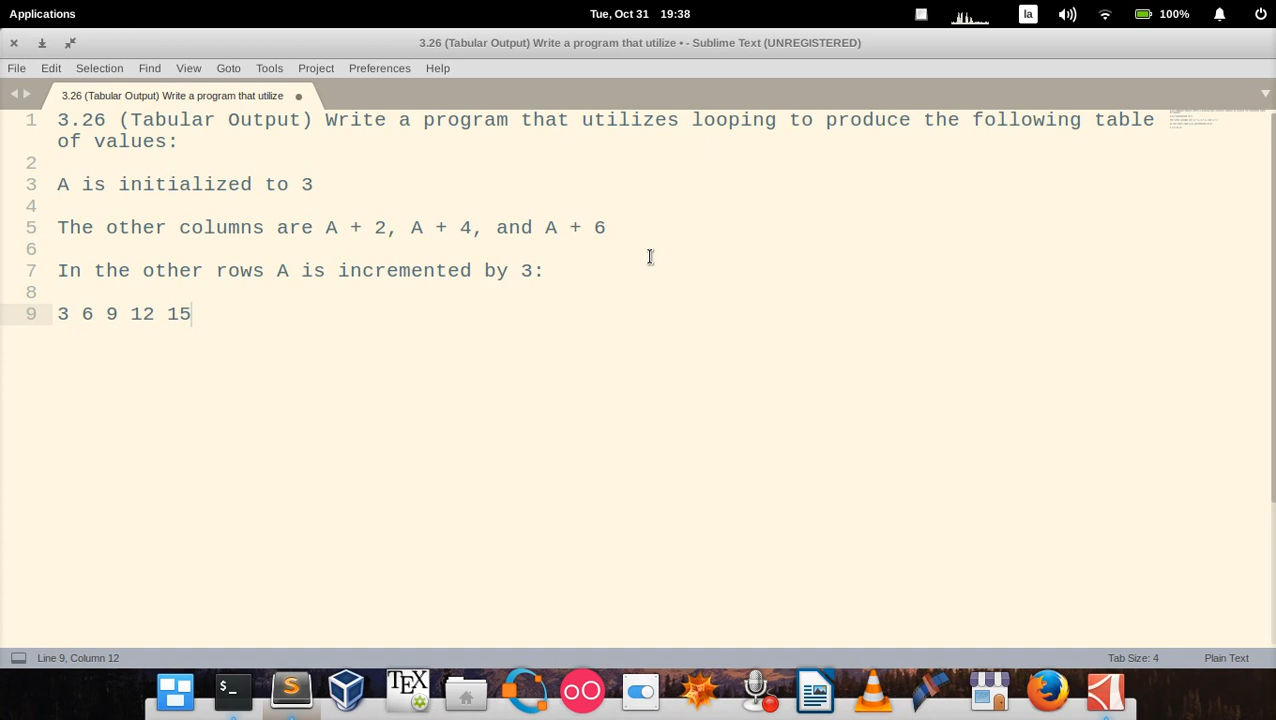 Applications
Tue, Oct 31 19:38
la
100%
3.26 (Tabular Output) Write a program that utilize • - Sublime Text (UNREGISTERED)
File Edit Selection Find View Goto Tools Project Preferences Help
3.26 (Tabular Output) Write a program that utilize
1 3.26 (Tabular Output) Write a program that utilizes looping to produce the following table
of values:
2
3 A is initialized to 3
4
5 The other columns are A + 2, A + 4, and A + 6
6
7 In the other rows A is incremented by 3:
8
9 3 6 9 12 15
Line 9, Column 12
Tab Size: 4
Plain Text
>_
S
TEX